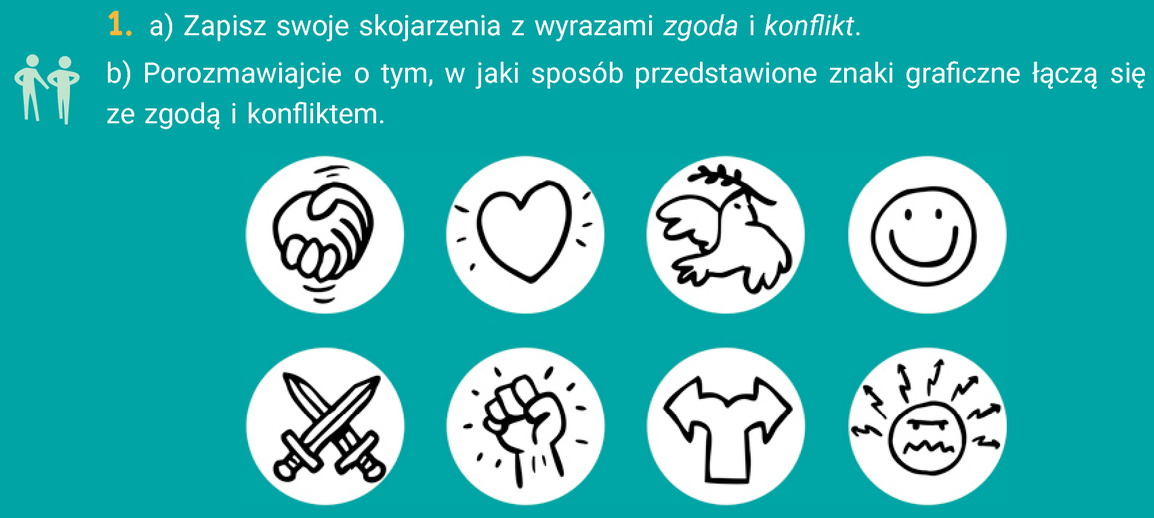 1. a) Zapisz swoje skojarzenia z wyrazami zgoda i konflikt.
b) Porozmawiajcie o tym, w jaki sposób przedstawione znaki graficzne łączą się
ze zgodą i konfliktem.